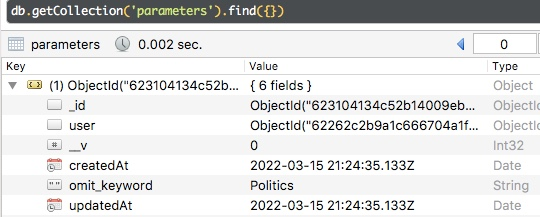 db.getCollection('parameters').find({})
parameters 0.002 sec. 0
Key Value Type
(1) ObjectId("623104134c52b... { 6 fields } Object
_id ObjectId("623104134c52b14009eb... ObjectId
user ObjectId("62262c2b9a1c666704a1f... ObjectId
# __v 0 Int32
createdAt 2022-03-15 21:24:35.133Z Date
" " omit_keyword Politics String
updatedAt 2022-03-15 21:24:35.133Z Date